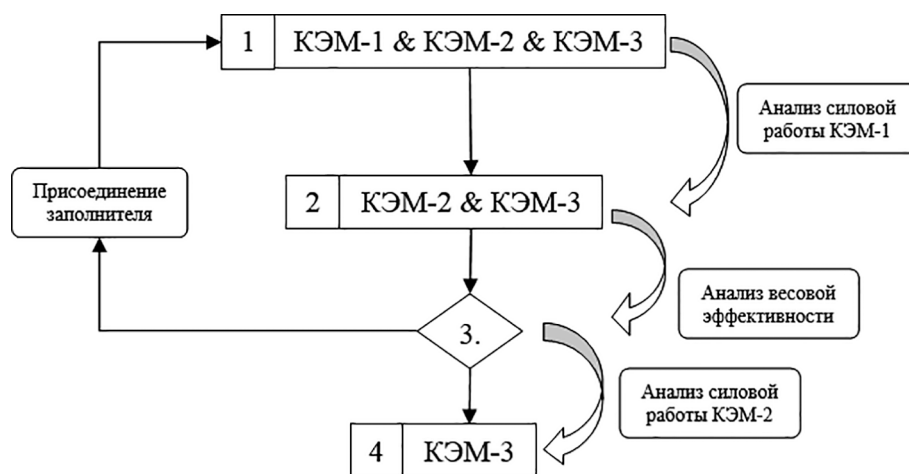 1 КЭМ-1 & КЭМ-2 & КЭМ-3
Анализ силовой
работы КЭМ-1
Присоединение
заполнителя
2 КЭМ-2 & КЭМ-3
Анализ весовой
эффективности
3.
Анализ силовой
работы КЭМ-2
4 КЭМ-3